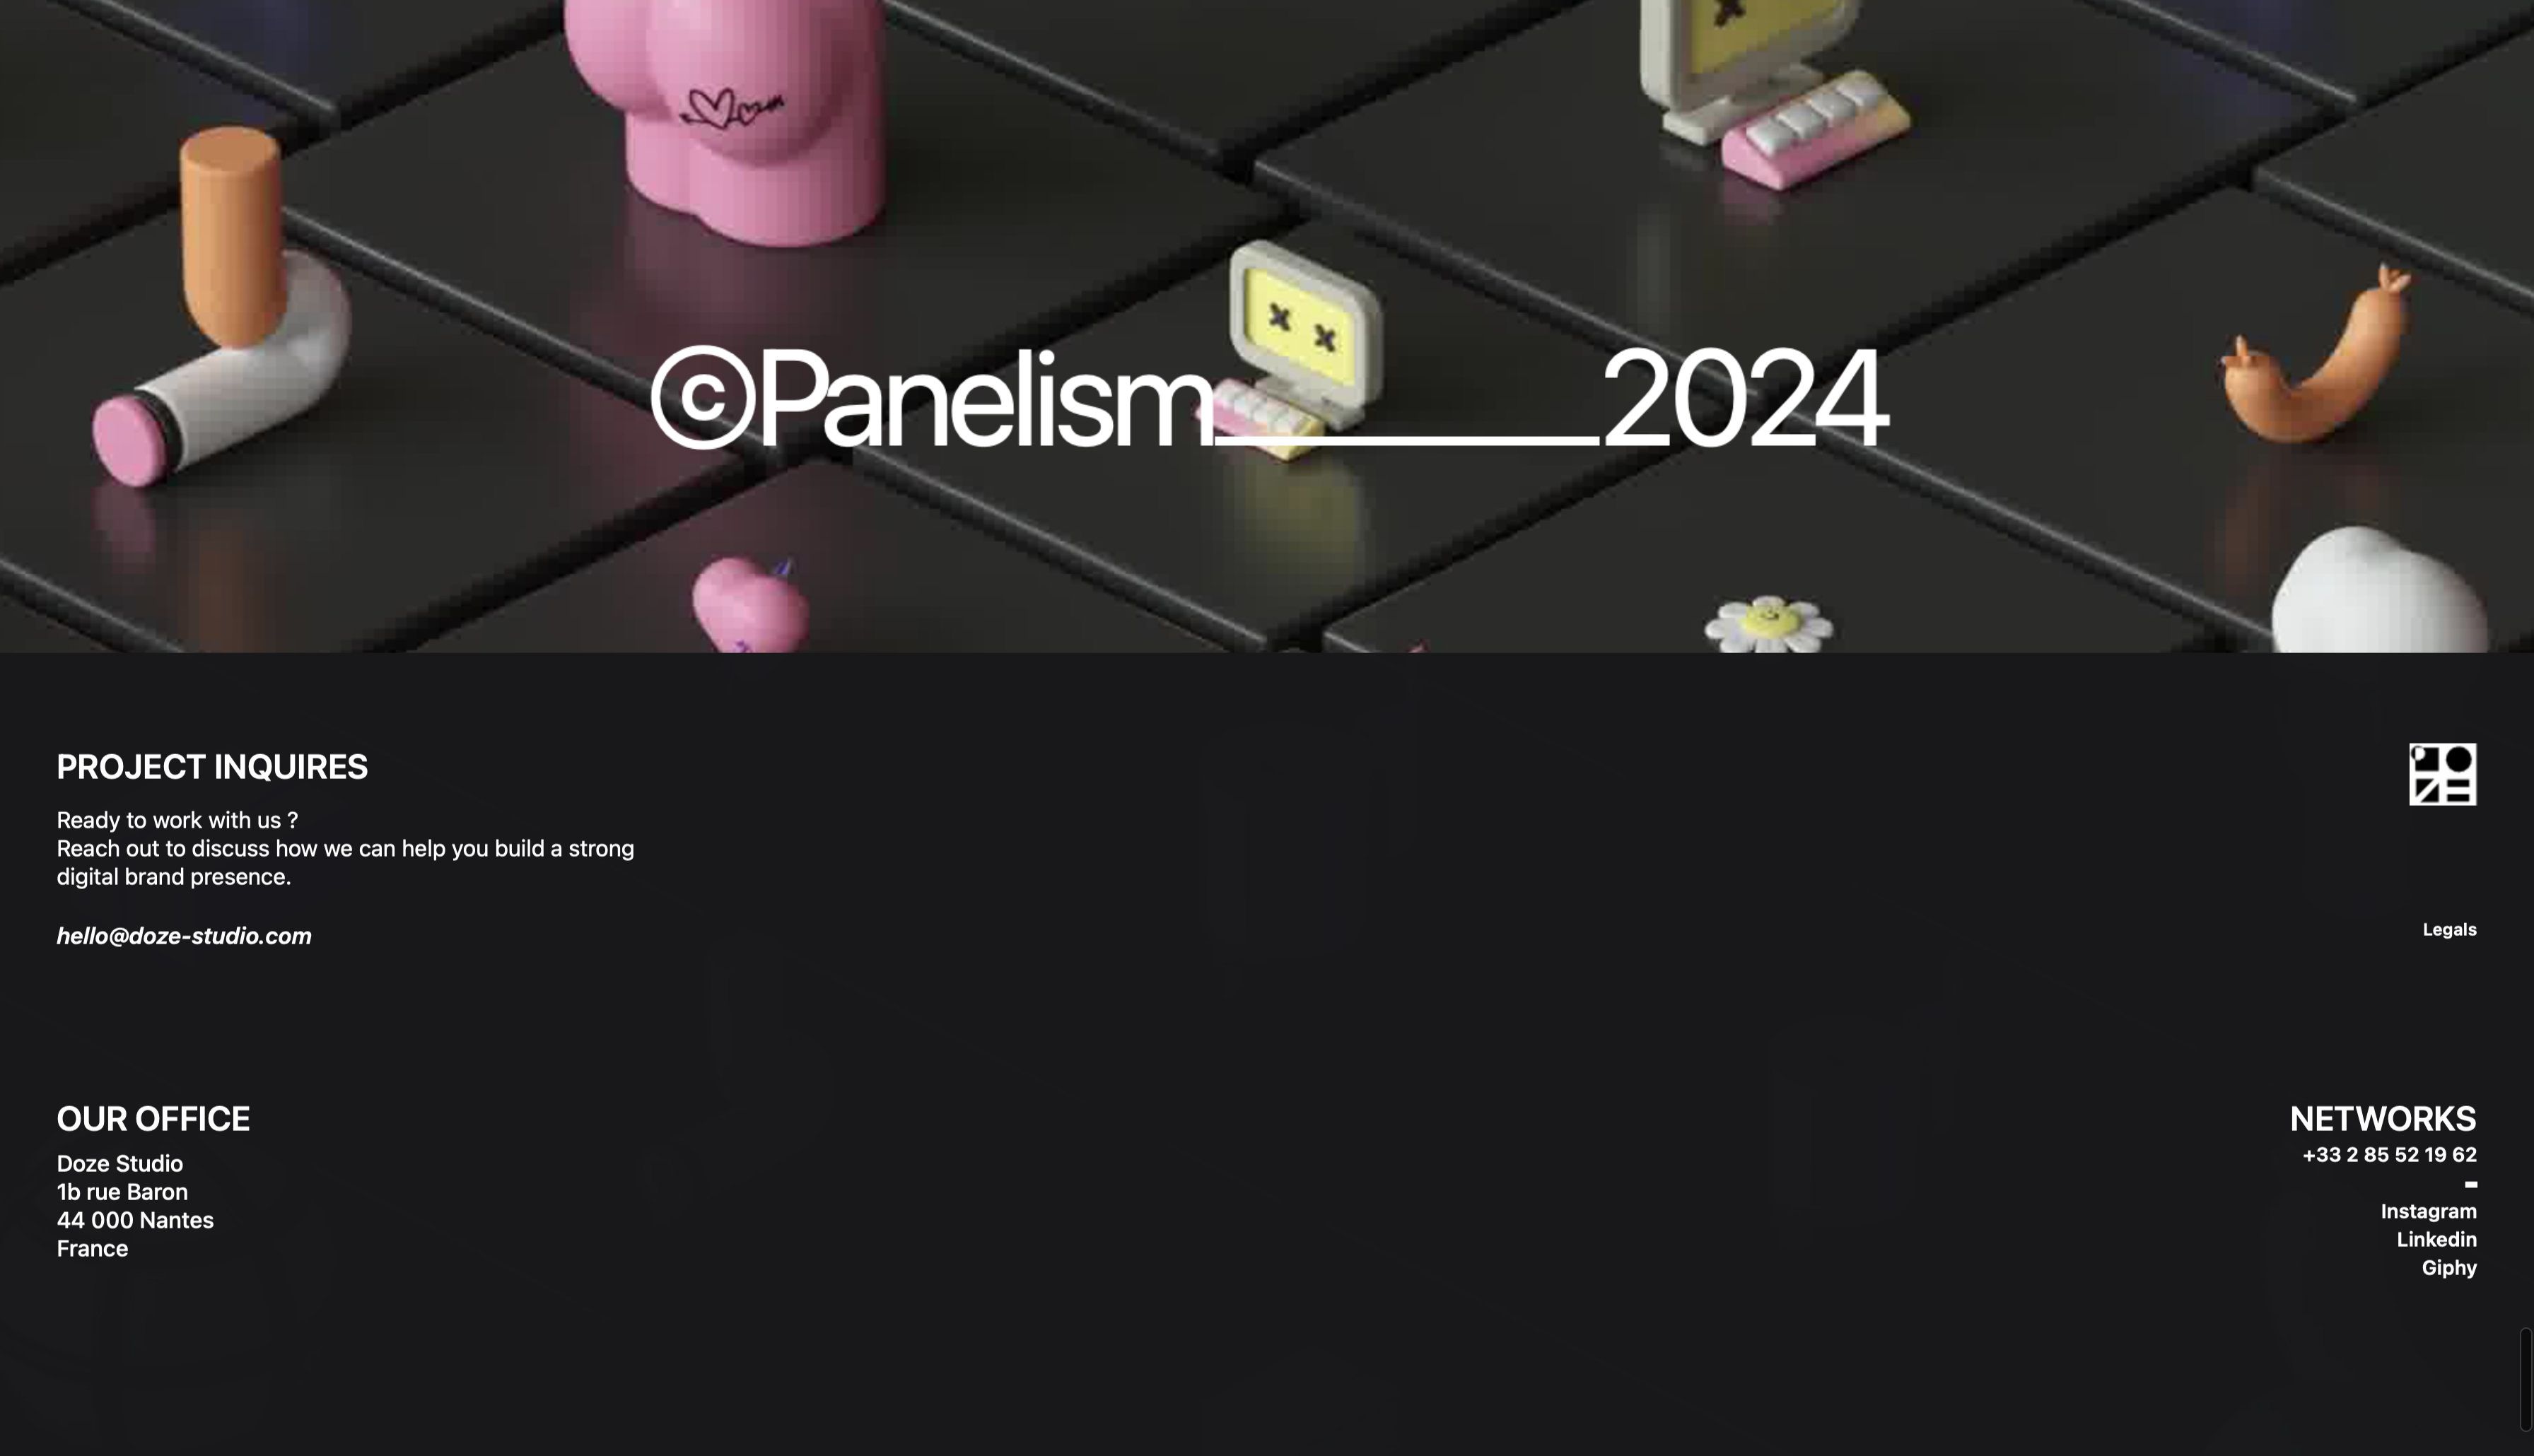 ©Panelism______2024
PROJECT INQUIRES
Ready to work with us ?
Reach out to discuss how we can help you build a strong
digital brand presence.
hello@doze-studio.com
Legals
OUR OFFICE
Doze Studio
1b rue Baron
44 000 Nantes
France
NETWORKS
+33 2 85 52 19 62
-
Instagram
Linkedin
Giphy